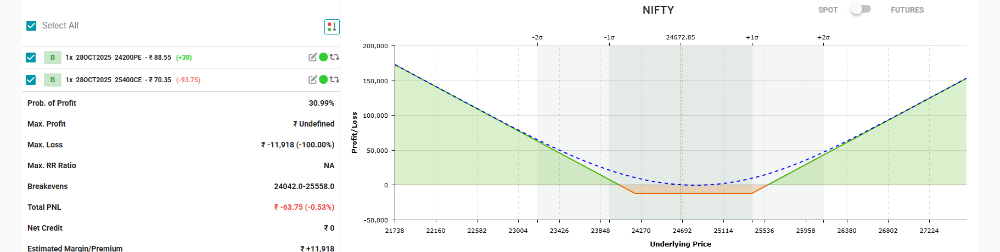 Select All
B 1x 28OCT2025 24200PE - ₹ 88.55 (+30)
B 1x 28OCT2025 25400CE - ₹ 70.35 (-93.75)
Prob. of Profit 30.99%
Max. Profit ₹ Undefined
Max. Loss ₹ -11,918 (-100.00%)
Max. RR Ratio NA
Breakevens 24042.0-25558.0
Total PNL ₹ -63.75 (-0.53%)
Net Credit ₹ 0
Estimated Margin/Premium ₹ +11,918
NIFTY
SPOT FUTURES
-2σ -1σ 24672.85 +1σ +2σ
200,000
150,000
100,000
50,000
0
-50,000
Profit/Loss
21738 22160 22582 23004 23426 23848 24270 24692 25114 25536 25958 26380 26802 27224
Underlying Price